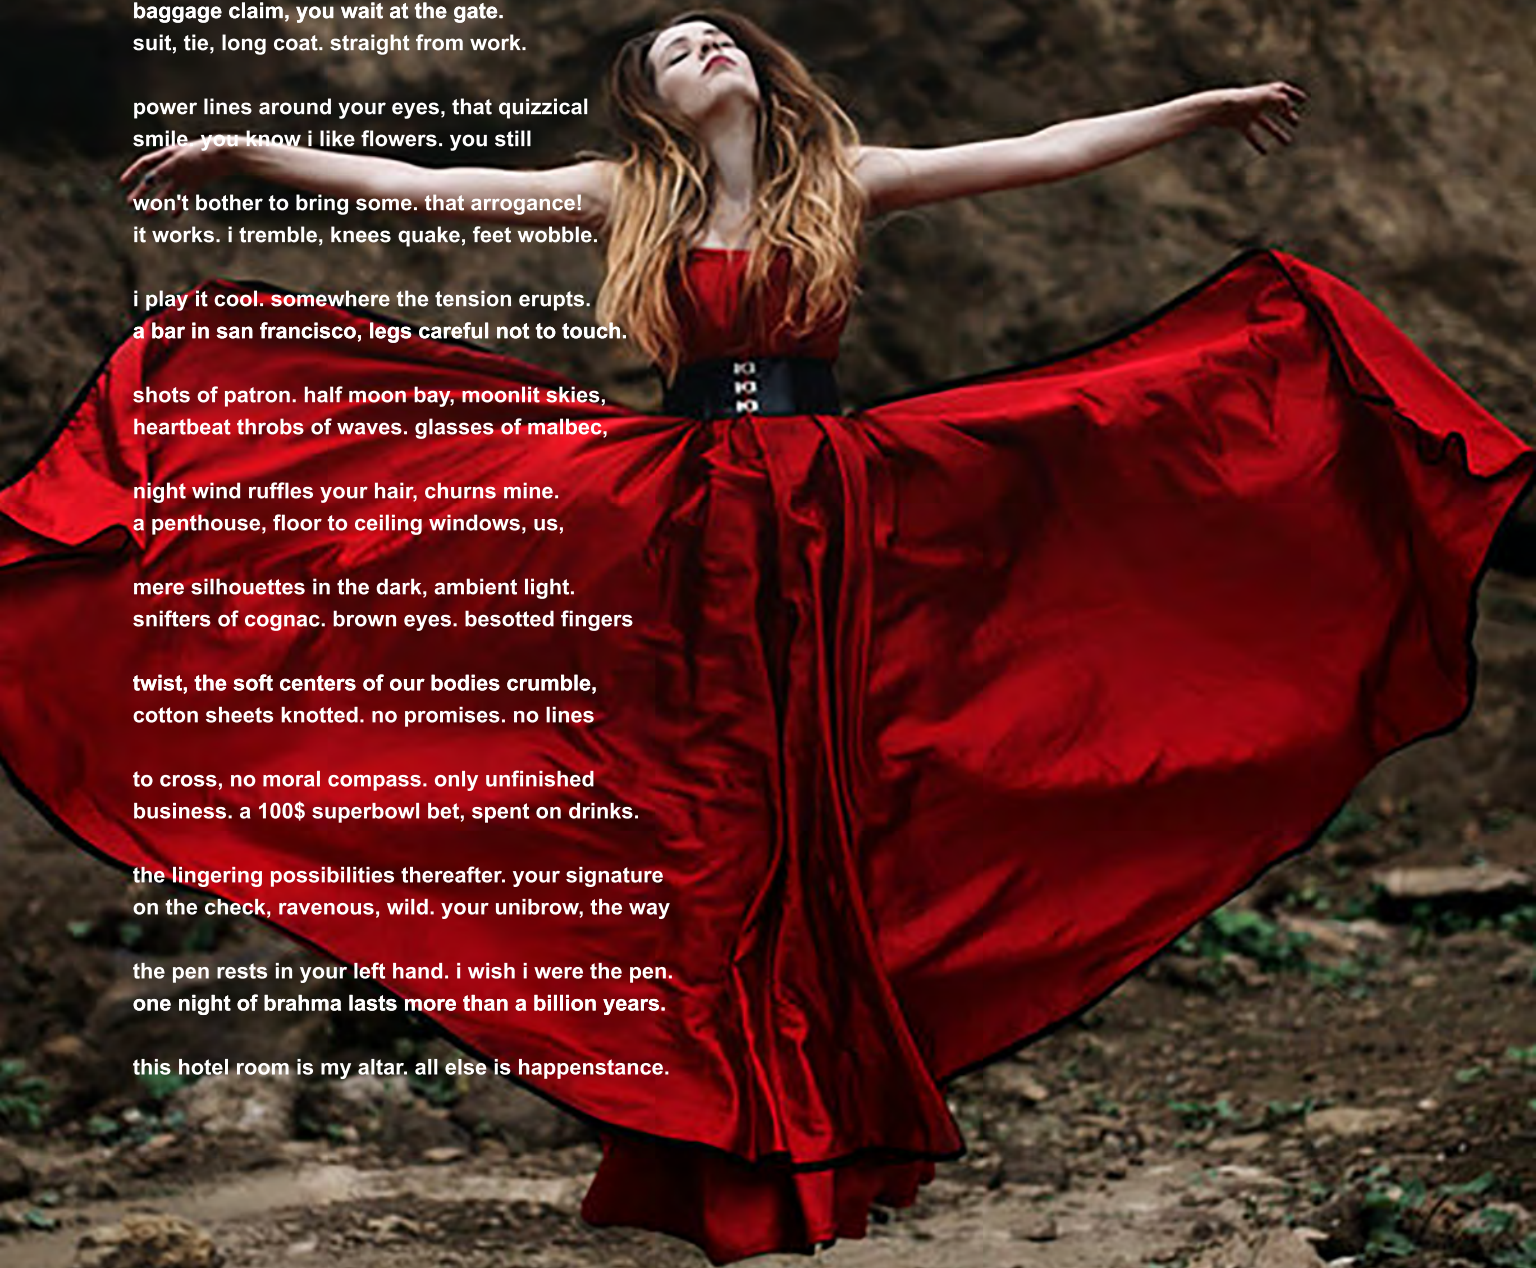 baggage claim, you wait at the gate.
suit, tie, long coat. straight from work.
power lines around your eyes, that quizzical
smile. you know i like flowers. you still
won't bother to bring some. that arrogance!
it works. i tremble, knees quake, feet wobble.
i play it cool. somewhere the tension erupts.
a bar in san francisco, legs careful not to touch.
shots of patron. half moon bay, moonlit skies,
heartbeat throbs of waves. glasses of malbec,
night wind ruffles your hair, churns mine.
a penthouse, floor to ceiling windows, us,
mere silhouettes in the dark, ambient light.
snifters of cognac. brown eyes. besotted fingers
twist, the soft centers of our bodies crumble,
cotton sheets knotted. no promises. no lines
to cross, no moral compass. only unfinished
business. a 100$ superbowl bet, spent on drinks.
the lingering possibilities thereafter. your signature
on the check, ravenous, wild. your unibrow, the way
the pen rests in your left hand. i wish i were the pen.
one night of brahma lasts more than a billion years.
this hotel room is my altar. all else is happenstance.